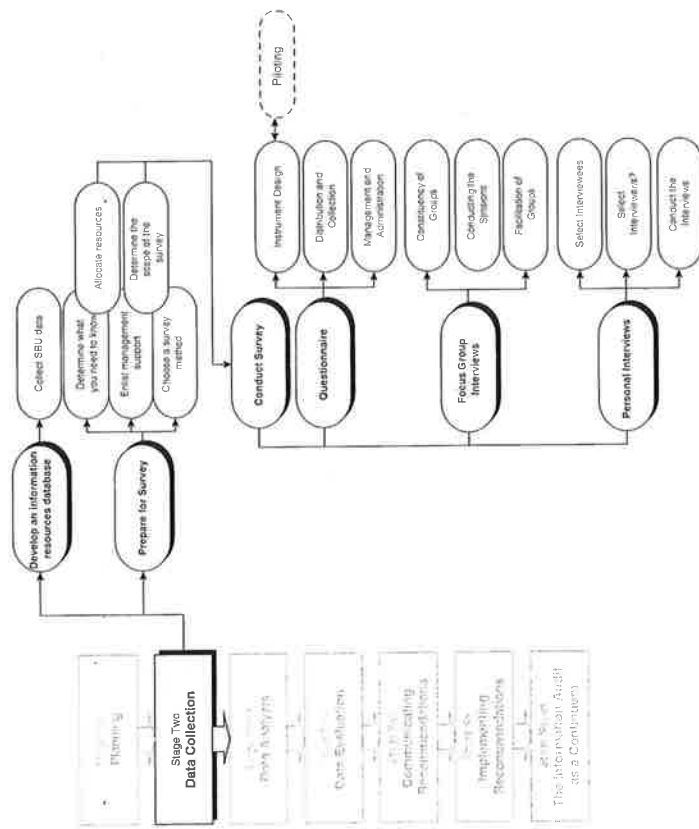 Piloting
Allocate resources
Determine the
scope of the
survey
Collect SBU data
Determine what
you need to know
Enlist management
support
Choose a survey
method
Develop an information
resources database
Prepare for Survey
Instrument Design
Distribution and
Collection
Management and
Administration
Constituency of
Groups
Conducting the
Sessions
Facilitation of
Groups
Select Interviewees
Select
Interviewers?
Conduct the
Interviews
Conduct Survey
Questionnaire
Focus Group
Interviews
Personal Interviews
Planning
Stage Two
Data Collection
Data Analysis
Data Evaluation
Communicating
Recommendations
Implementing
Recommendations
The Information Audit
as a Continuum